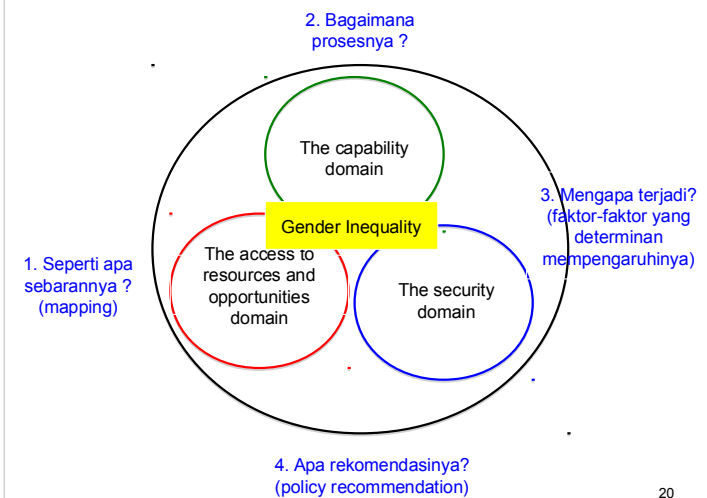 2. Bagaimana
prosesnya ?
The capability
domain
3. Mengapa terjadi?
(faktor-faktor yang
determinan
mempengaruhinya)
Gender Inequality
1. Seperti apa
sebarannya ?
(mapping)
The access to
resources and
opportunities
domain
The security
domain
4. Apa rekomendasinya?
(policy recommendation)
20